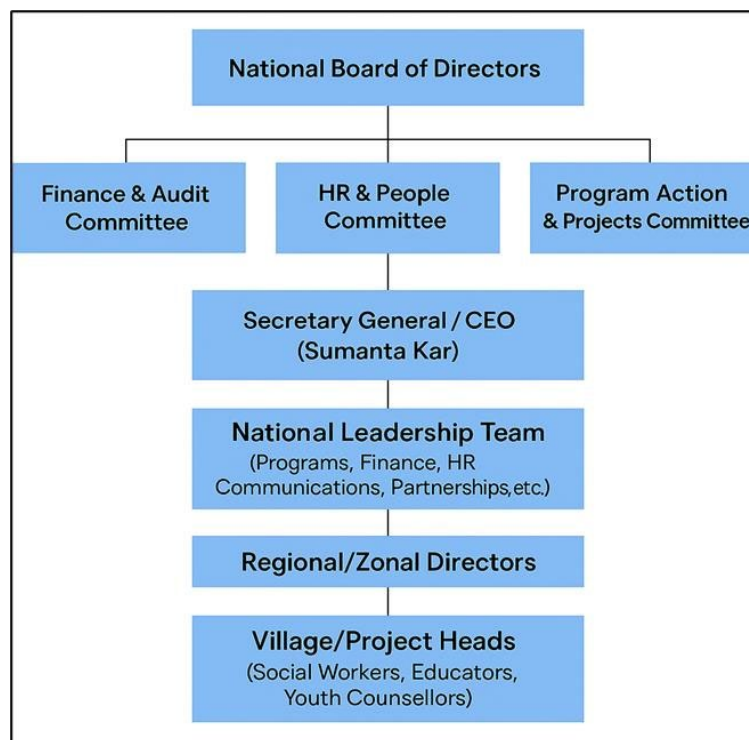 National Board of Directors
Finance & Audit
Committee
HR & People
Committee
Program Action
& Projects Committee
Secretary General / CEO
(Sumanta Kar)
National Leadership Team
(Programs, Finance, HR
Communications, Partnerships,etc.)
Regional/Zonal Directors
Village/Project Heads
(Social Workers, Educators,
Youth Counsellors)